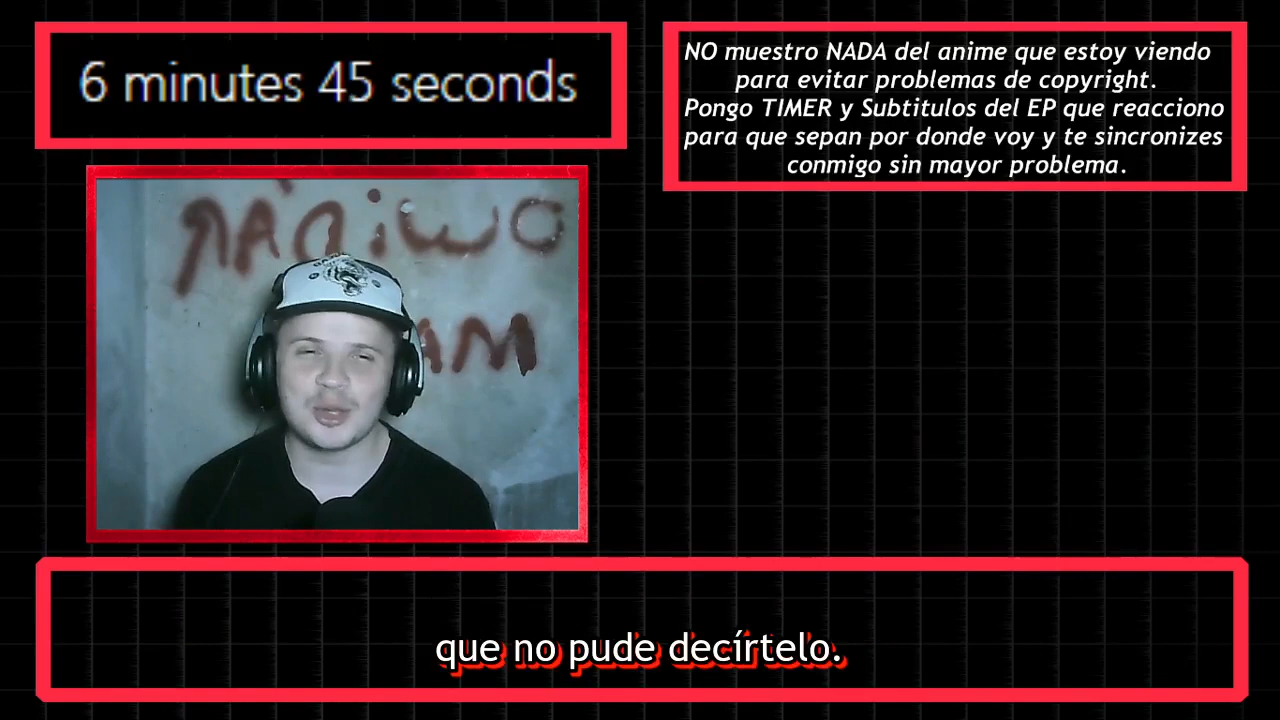 6 minutes 45 seconds
NO muestro NADA del anime que estoy viendo
para evitar problemas de copyright.
Pongo TIMER y Subtitulos del EP que reacciono
para que sepan por donde voy y te sincronizes
conmigo sin mayor problema.
que no pude decírtelo.